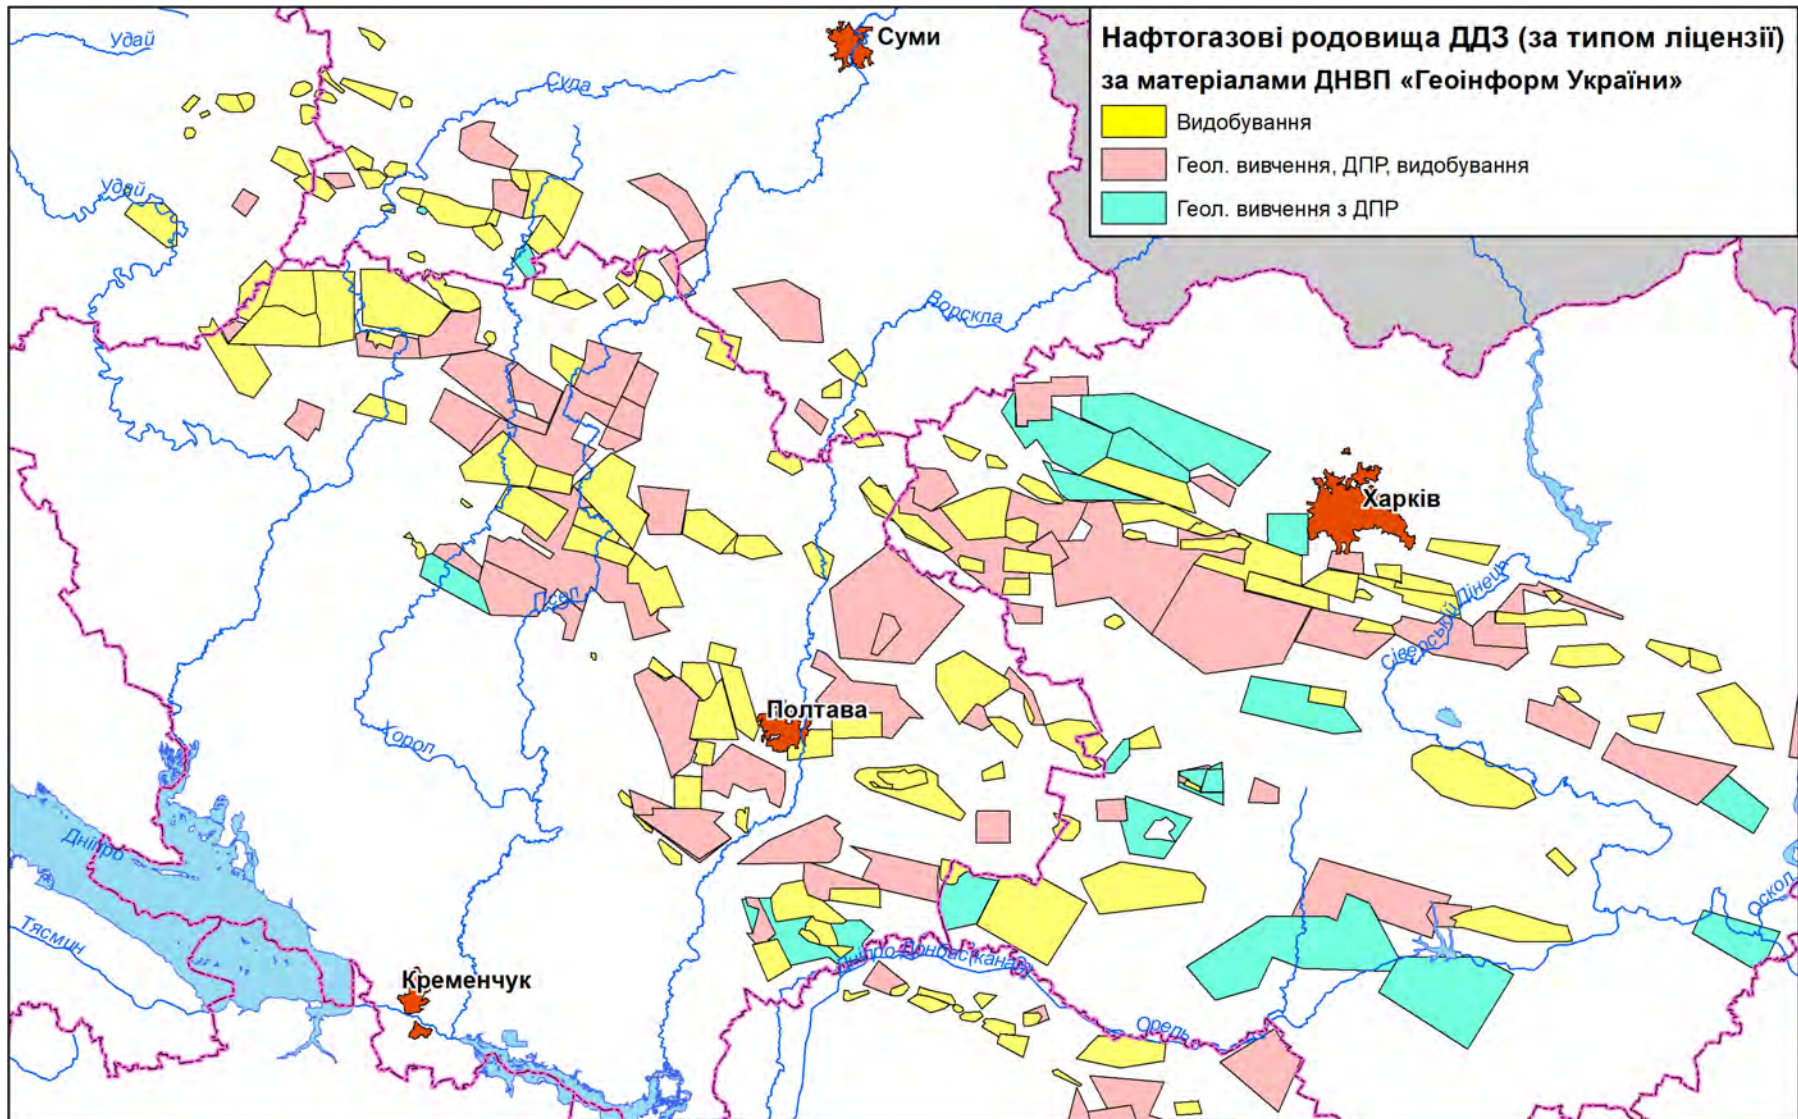 Нафтогазові родовища ДДЗ (за типом ліцензії)
за матеріалами ДНВП «Геоінформ України»
Видобування
Геол. вивчення, ДПР, видобування
Геол. вивчення з ДПР
Удай
Суми
Сула
Удай
Ворскла
Харків
Псел
Сіверський Дінець
Полтава
Хорол
Дніпро
Оскол
Тясмин
Дніпро-Донбас(канал)
Кременчук
Орель